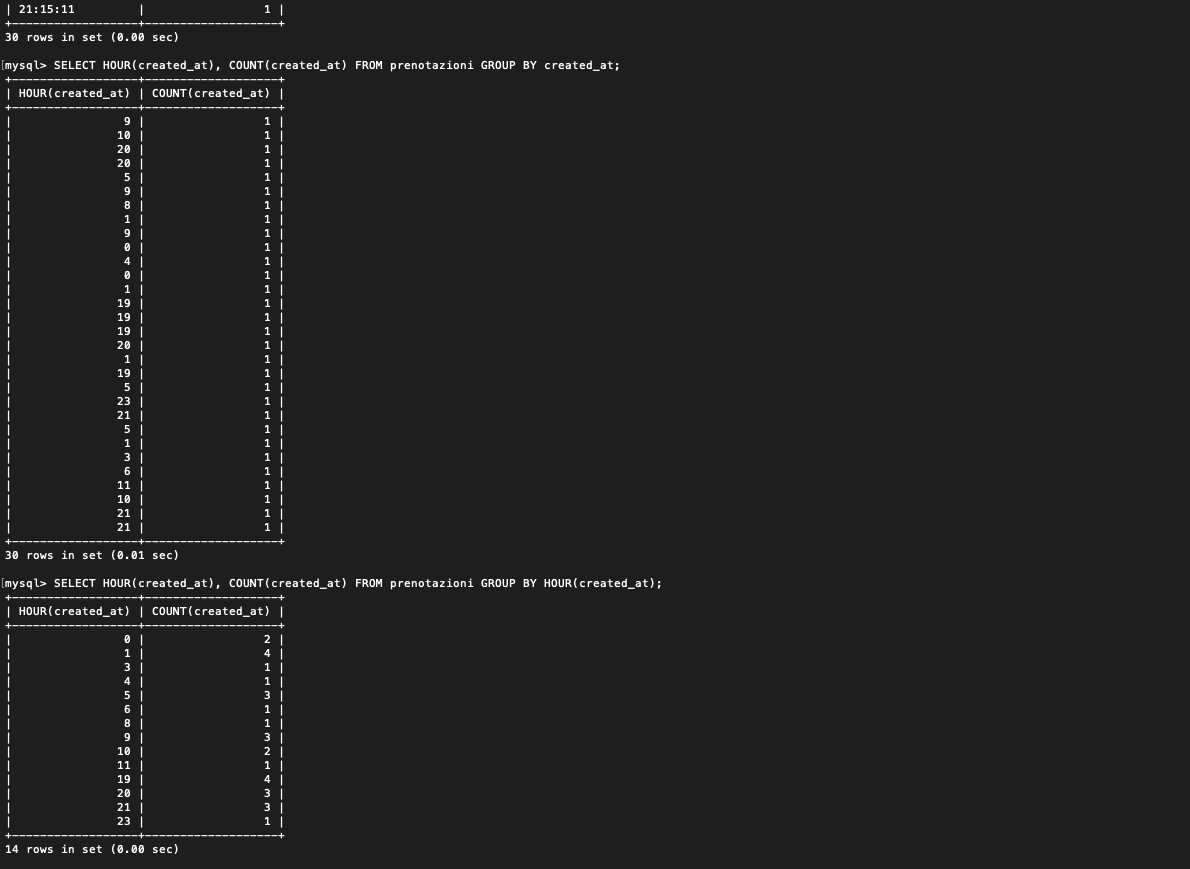 | 21:15:11         |                 1 |
+------------------+-------------------+
30 rows in set (0.00 sec)
[mysql> SELECT HOUR(created_at), COUNT(created_at) FROM prenotazioni GROUP BY created_at;
+------------------+-------------------+
| HOUR(created_at) | COUNT(created_at) |
+------------------+-------------------+
|                9 |                 1 |
|               10 |                 1 |
|               20 |                 1 |
|               20 |                 1 |
|                5 |                 1 |
|                9 |                 1 |
|                8 |                 1 |
|                1 |                 1 |
|                9 |                 1 |
|                0 |                 1 |
|                4 |                 1 |
|                0 |                 1 |
|                1 |                 1 |
|               19 |                 1 |
|               19 |                 1 |
|               19 |                 1 |
|               20 |                 1 |
|                1 |                 1 |
|               19 |                 1 |
|                5 |                 1 |
|               23 |                 1 |
|               21 |                 1 |
|                5 |                 1 |
|                1 |                 1 |
|                3 |                 1 |
|                6 |                 1 |
|               11 |                 1 |
|               10 |                 1 |
|               21 |                 1 |
|               21 |                 1 |
+------------------+-------------------+
30 rows in set (0.01 sec)
[mysql> SELECT HOUR(created_at), COUNT(created_at) FROM prenotazioni GROUP BY HOUR(created_at);
+------------------+-------------------+
| HOUR(created_at) | COUNT(created_at) |
+------------------+-------------------+
|                0 |                 2 |
|                1 |                 4 |
|                3 |                 1 |
|                4 |                 1 |
|                5 |                 3 |
|                6 |                 1 |
|                8 |                 1 |
|                9 |                 3 |
|               10 |                 2 |
|               11 |                 1 |
|               19 |                 4 |
|               20 |                 3 |
|               21 |                 3 |
|               23 |                 1 |
+------------------+-------------------+
14 rows in set (0.00 sec)